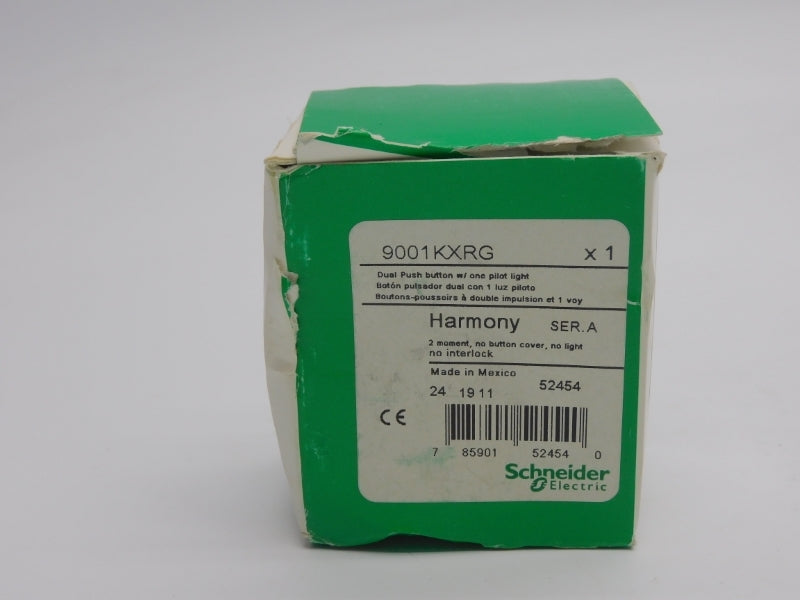 9001KXRG x 1
Dual Push button w/ one pilot light
Botón pulsador dual con 1 luz piloto
Boutons-poussoirs à double impulsion et 1 voy
Harmony SER.A
2 moment, no button cover, no light
no interlock
Made in Mexico
24 19 11 52454
CE
7 85901 52454 0
Schneider
Electric